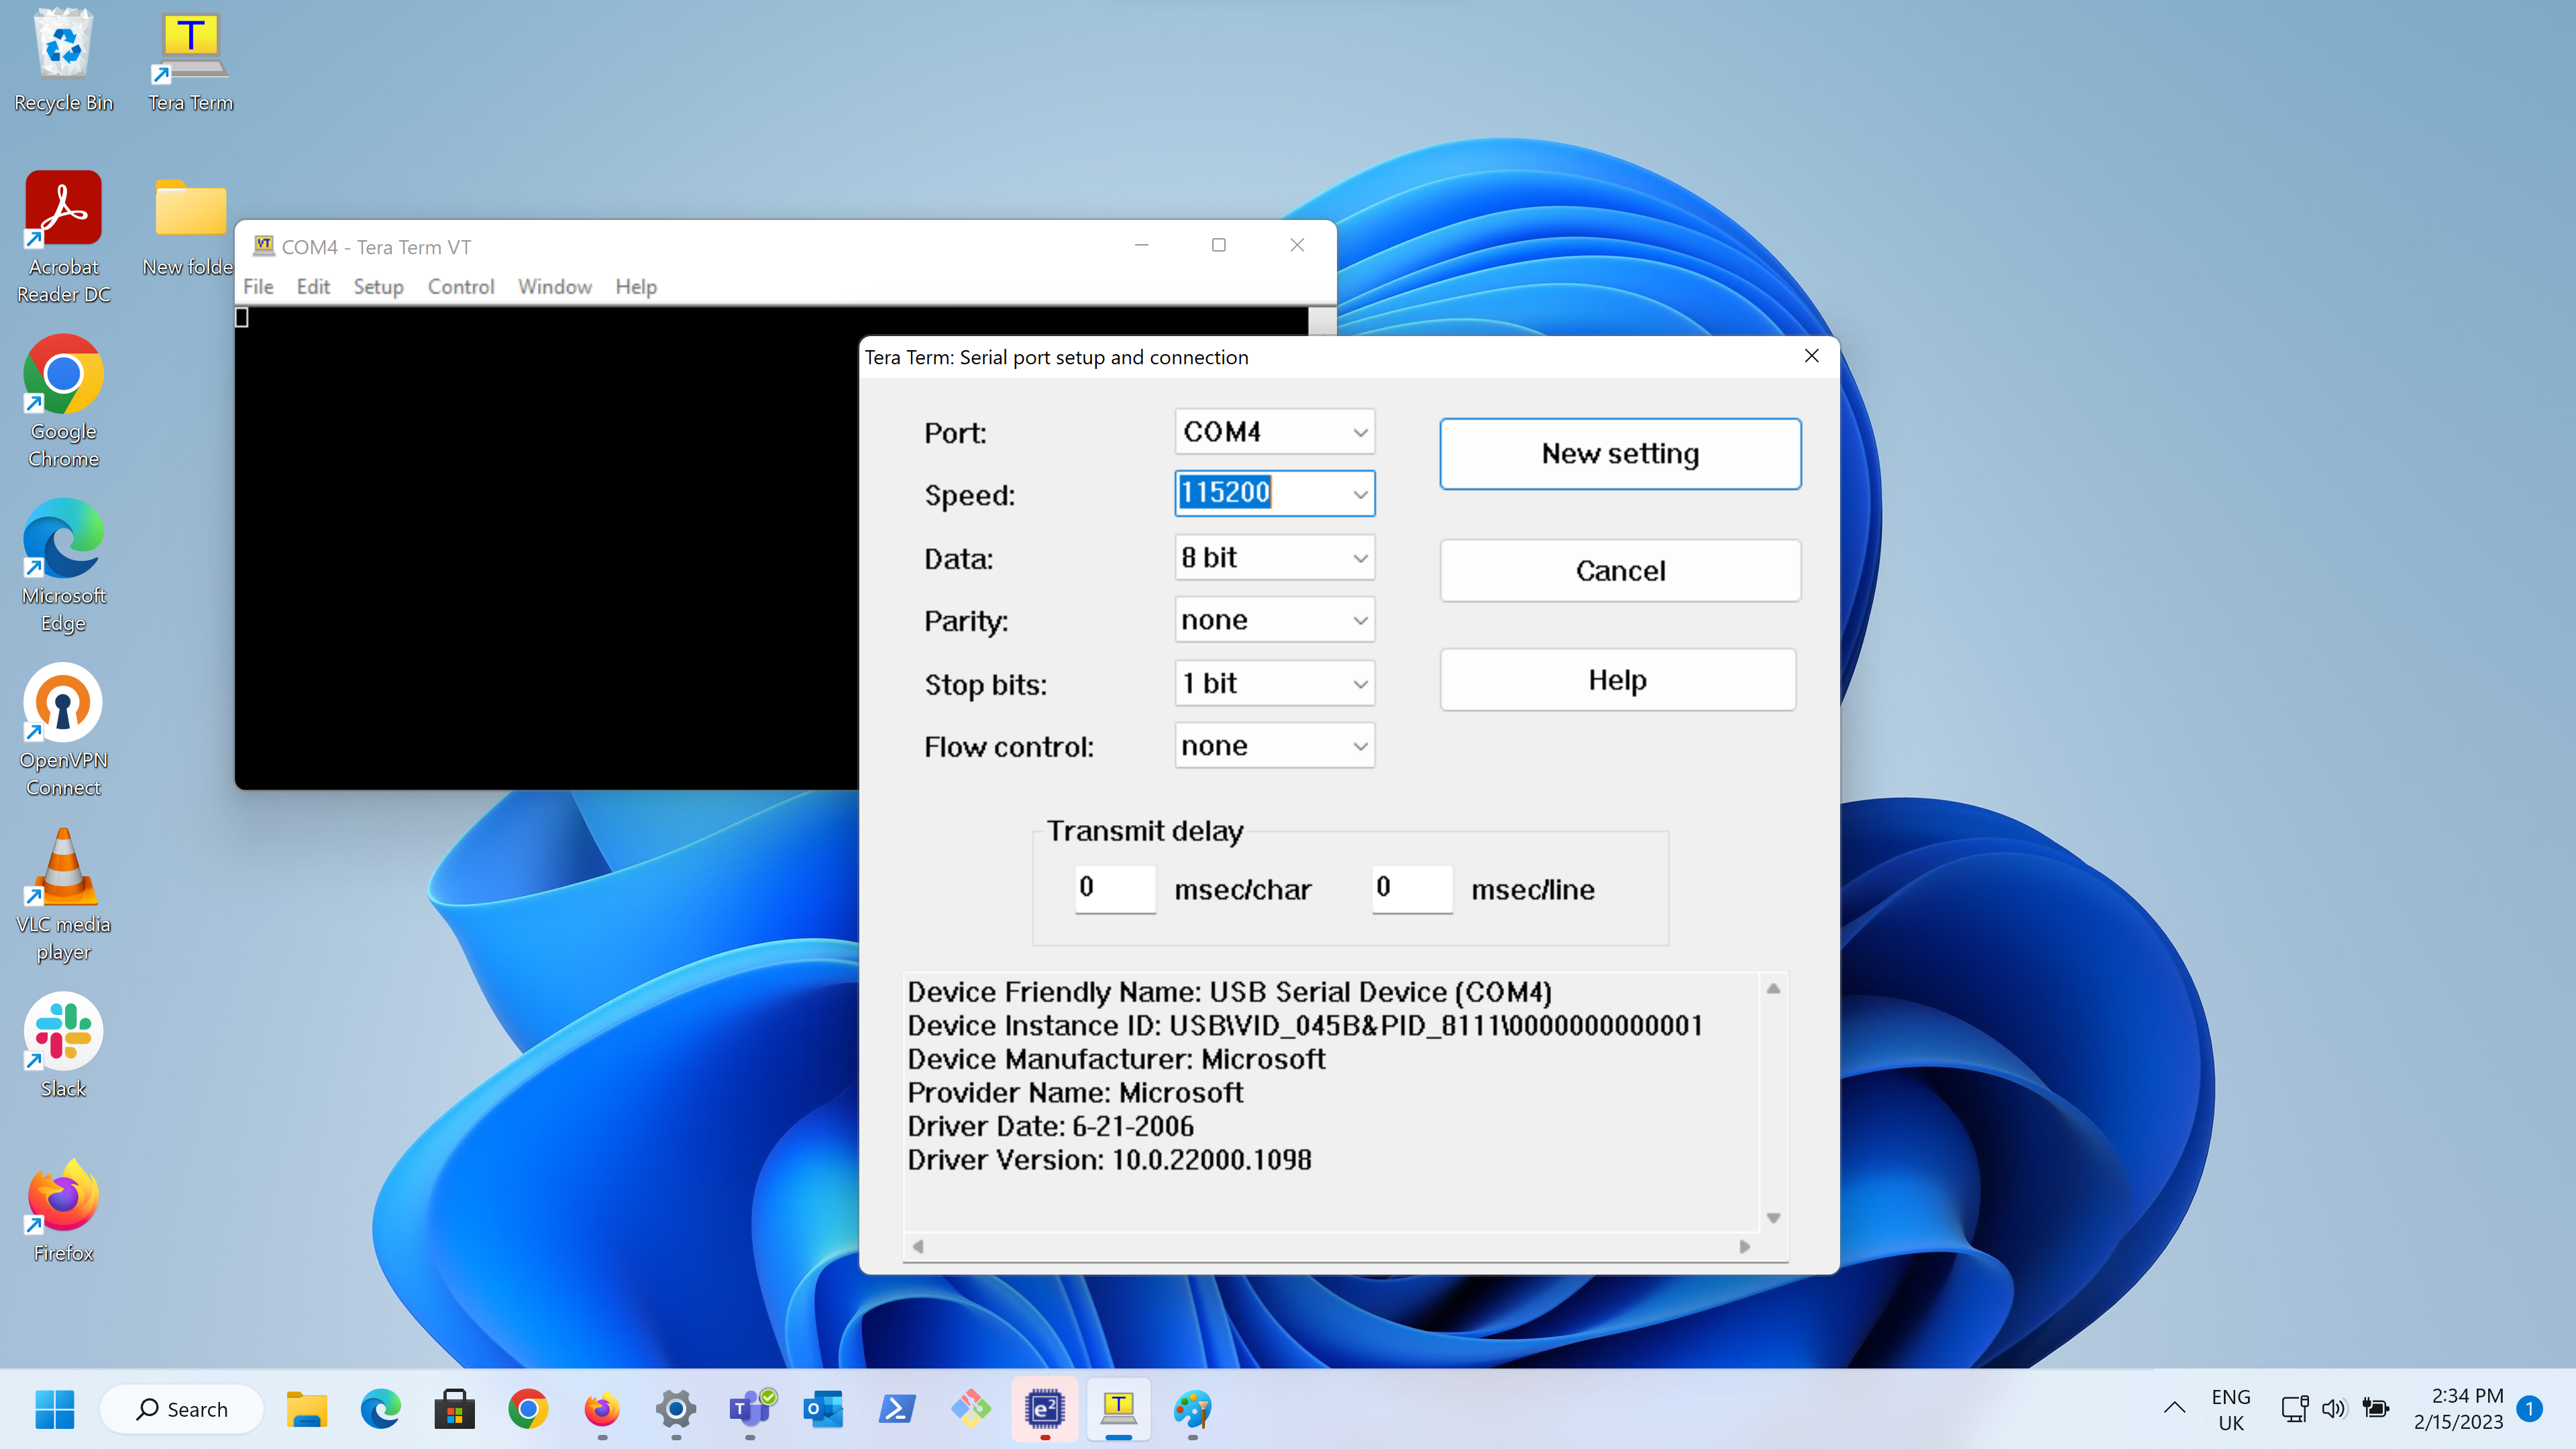 Recycle Bin
T
Tera Term
Acrobat
Reader DC
New folde
Google
Chrome
Microsoft
Edge
OpenVPN
Connect
VLC media
player
Slack
Firefox
VT
COM4 - Tera Term VT
File Edit Setup Control Window Help
Tera Term: Serial port setup and connection
Port: COM4
New setting
Speed: 115200
Data: 8 bit
Cancel
Parity: none
Stop bits: 1 bit
Help
Flow control: none
Transmit delay
0 msec/char 0 msec/line
Device Friendly Name: USB Serial Device (COM4)
Device Instance ID: USB\VID_045B&PID_8111\0000000000001
Device Manufacturer: Microsoft
Provider Name: Microsoft
Driver Date: 6-21-2006
Driver Version: 10.0.22000.1098
Search
T
O
e²
T
ENG
UK
2:34 PM
2/15/2023
1